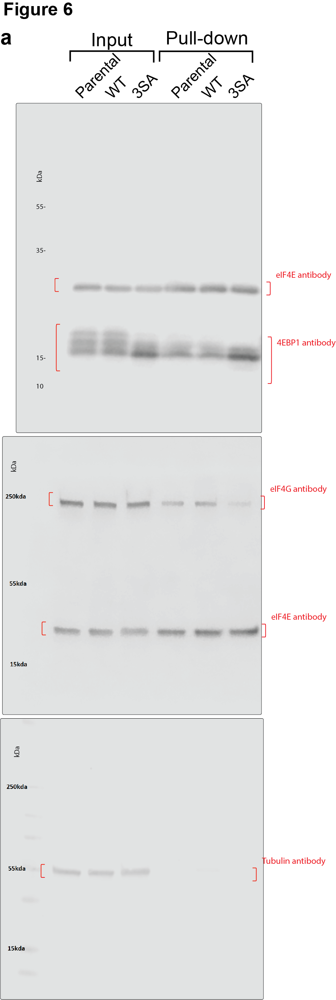 Figure 6
a
Input
Pull-down
Parental
WT
3SA
Parental
WT
3SA
kDa
55-
35-
eIF4E antibody
4EBP1 antibody
15-
10
kDa
eIF4G antibody
250kda
55kda
eIF4E antibody
15kda
kDa
250kda
Tubulin antibody
55kda
15kda